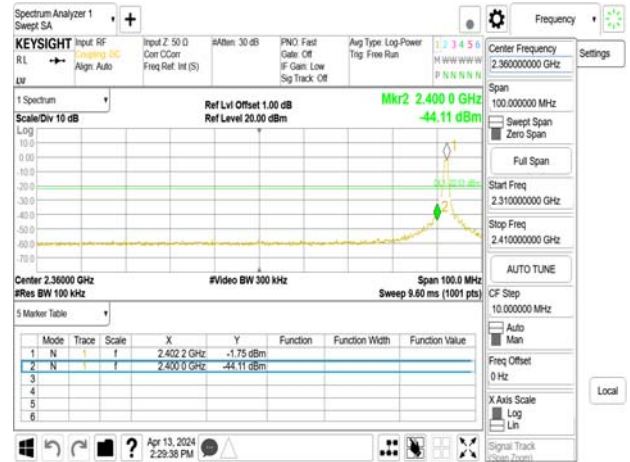 Spectrum Analyzer 1
Swept SA
+
Frequency
KEYSIGHT
Input: RF
Coupling: DC
Align: Auto
Input Z: 50 Ω
Corr CCorr
Freq Ref: Int (S)
#Atten: 30 dB
PNO: Fast
Gate: Off
IF Gain: Low
Sig Track: Off
Avg Type: Log-Power
Trig: Free Run
1 2 3 4 5 6
M W W W W W
P N N N N N
RL
LU
1 Spectrum
Scale/Div 10 dB
Ref Lvl Offset 1.00 dB
Ref Level 20.00 dBm
Mkr2 2.400 0 GHz
-44.11 dBm
Log
10.0
0.00
-10.0
-20.0
-30.0
-40.0
-50.0
-60.0
-70.0
1
2
Center 2.36000 GHz
#Res BW 100 kHz
#Video BW 300 kHz
Span 100.0 MHz
Sweep 9.60 ms (1001 pts)
5 Marker Table
Mode Trace Scale X Y Function Function Width Function Value
1 N 1 f 2.402 2 GHz -1.75 dBm
2 N 1 f 2.400 0 GHz -44.11 dBm
3
4
5
6
?
Apr 13, 2024
2:29:38 PM
Center Frequency
2.360000000 GHz
Settings
Span
100.000000 MHz
Swept Span
Zero Span
Full Span
Start Freq
2.310000000 GHz
Stop Freq
2.410000000 GHz
AUTO TUNE
CF Step
10.000000 MHz
Auto
Man
Freq Offset
0 Hz
Local
X Axis Scale
Log
Lin
Signal Track
(Span Zoom)